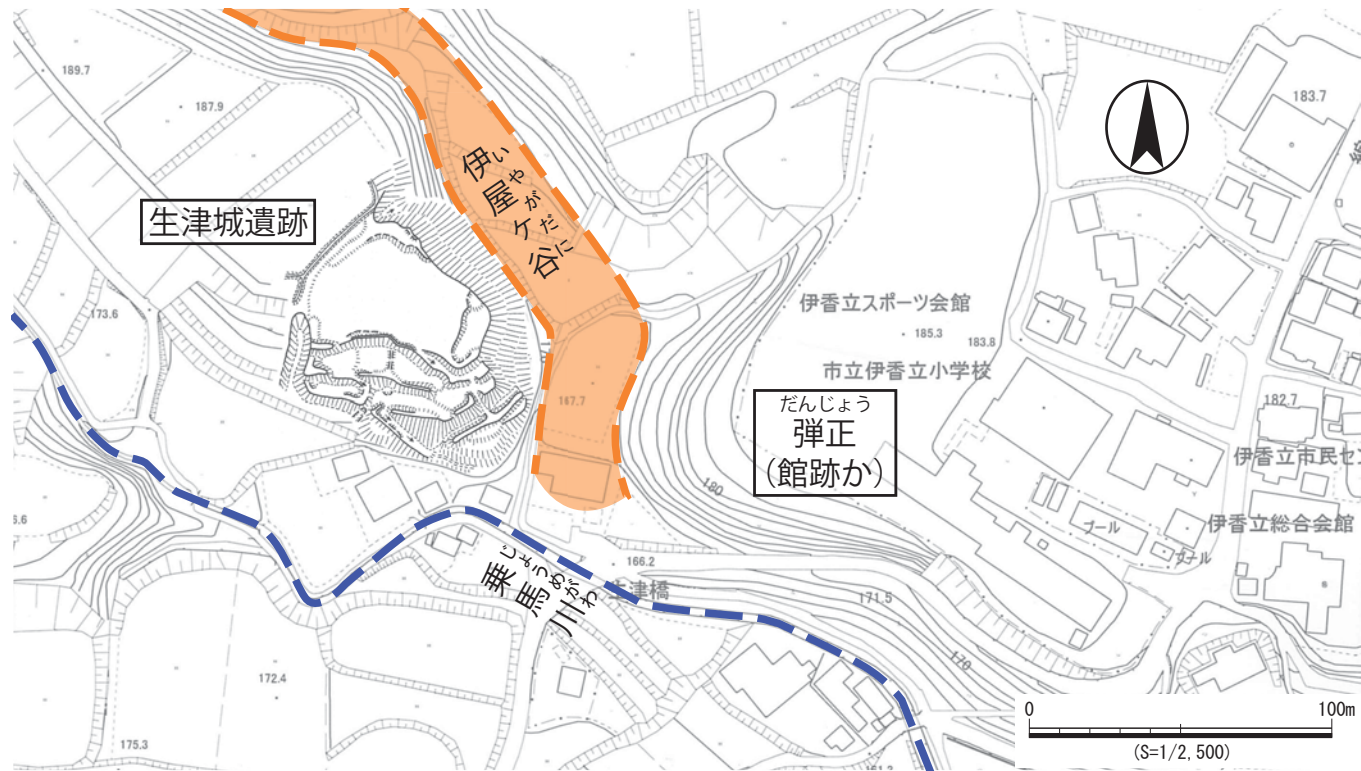 189.7
187.9
183.7
生津城遺跡
いやがだに
伊屋ケ谷
伊香立スポーツ会館
185.3
183.8
市立伊香立小学校
173.6
167.7
だんじょう
弾正
(館跡か)
182.7
伊香立市民セ
180
プール
プール
伊香立総合会館
166.2
じょうめがわ
乗馬川
生津橋
171.5
170
172.4
175.3
0
100m
(S=1/2,500)